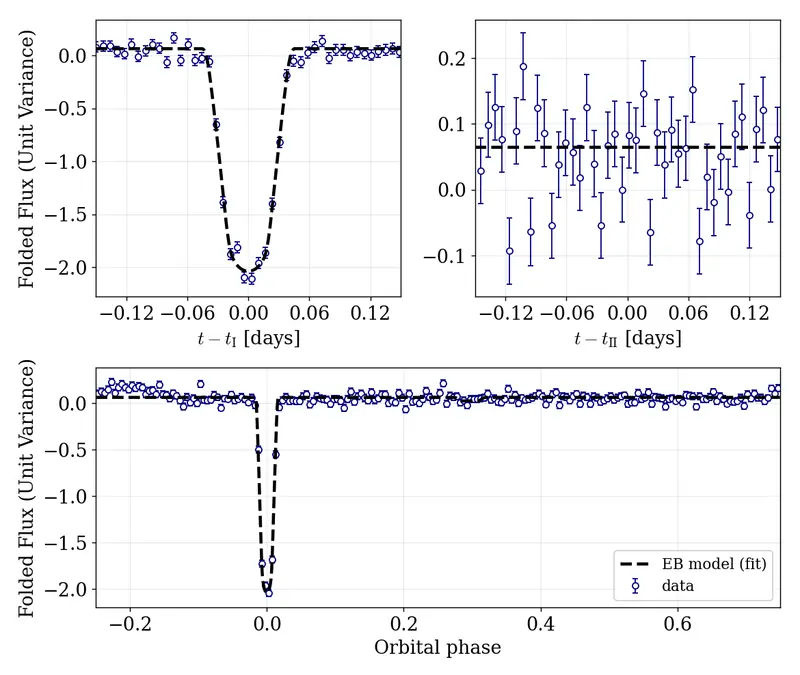 Folded Flux (Unit Variance)
0.0
−0.5
−1.0
−1.5
−2.0
−0.12 −0.06 0.00 0.06 0.12
t − t_I [days]
0.2
0.1
0.0
−0.1
−0.12 −0.06 0.00 0.06 0.12
t − t_II [days]
Folded Flux (Unit Variance)
0.0
−0.5
−1.0
−1.5
−2.0
EB model (fit)
data
−0.2 0.0 0.2 0.4 0.6
Orbital phase